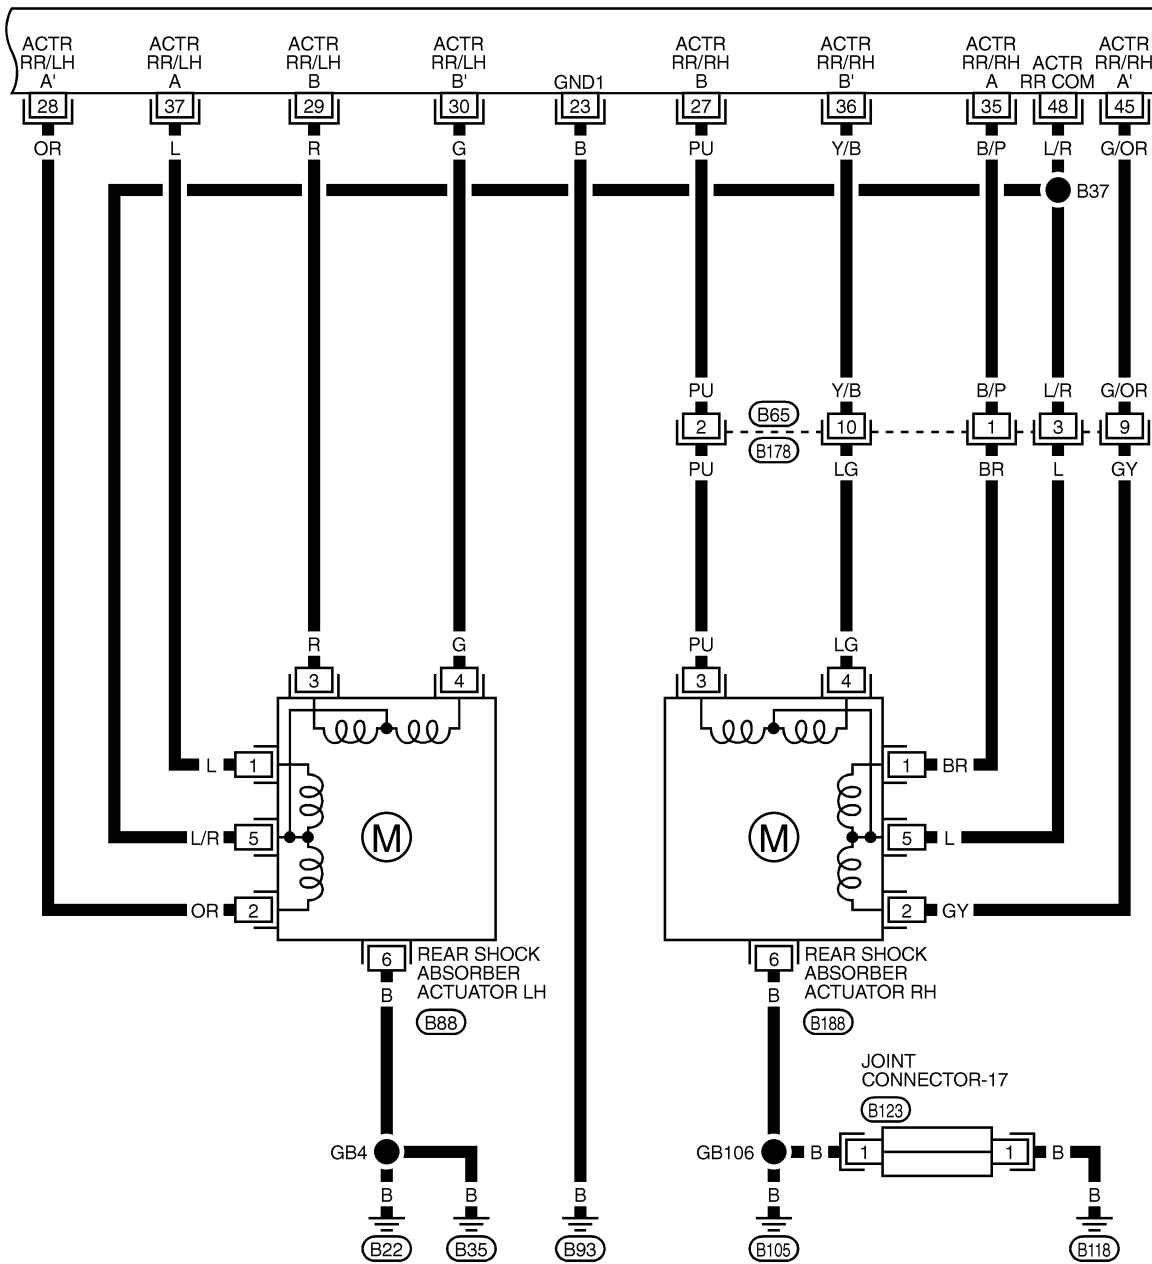 ACTR
RR/LH
A'
ACTR
RR/LH
A
ACTR
RR/LH
B
ACTR
RR/LH
B'
GND1
ACTR
RR/RH
B
ACTR
RR/RH
B'
ACTR
RR/RH
A
ACTR
RR COM
ACTR
RR/RH
A'
28 37 29 30 23 27 36 35 48 45
OR L R G B PU Y/B B/P L/R G/OR
B37
PU Y/B B/P L/R G/OR
B65
2 10 1 3 9
B178
PU LG BR L GY
R G PU LG
3 4 3 4
L 1 1 BR
L/R 5 M M 5 L
OR 2 2 GY
6 REAR SHOCK
ABSORBER
ACTUATOR LH
B
B88
6 REAR SHOCK
ABSORBER
ACTUATOR RH
B
B188
JOINT
CONNECTOR-17
B123
GB4
GB106 B 1 1 B
B B B B B
B22 B35 B93 B105 B118